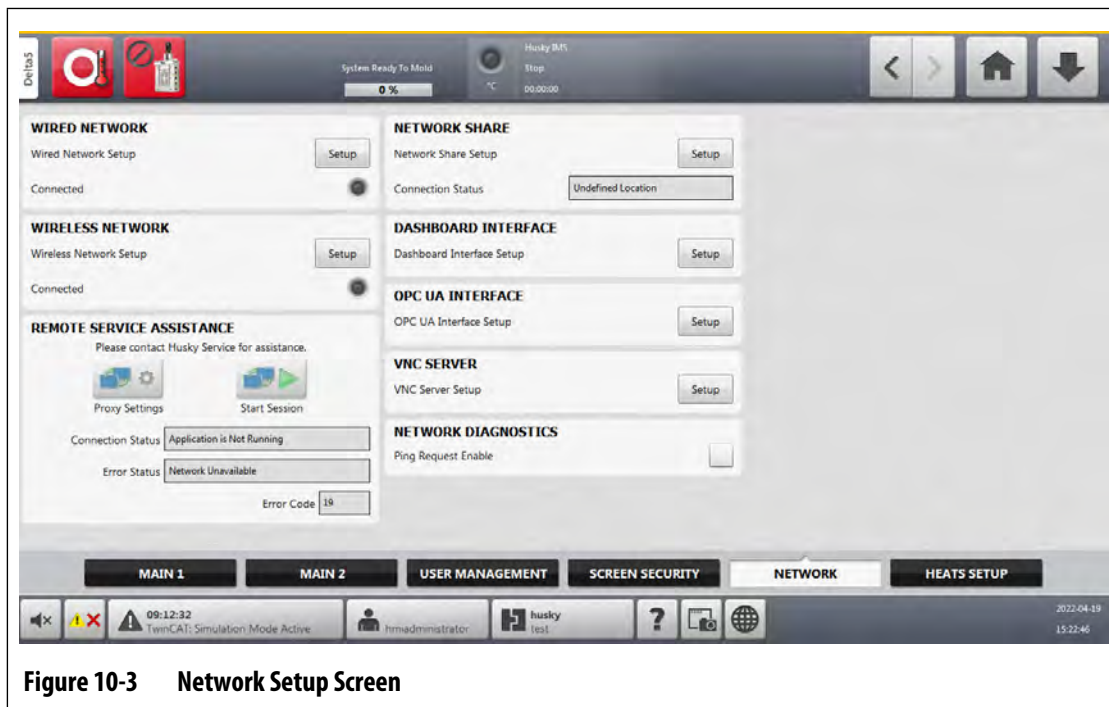 Delta5
System Ready To Mold
0 %
°C
Husky IMS
Stop
00:00:00
WIRED NETWORK
Wired Network Setup
Setup
Connected
WIRELESS NETWORK
Wireless Network Setup
Setup
Connected
REMOTE SERVICE ASSISTANCE
Please contact Husky Service for assistance.
Proxy Settings
Start Session
Connection Status
Application is Not Running
Error Status
Network Unavailable
Error Code
19
NETWORK SHARE
Network Share Setup
Setup
Connection Status
Undefined Location
DASHBOARD INTERFACE
Dashboard Interface Setup
Setup
OPC UA INTERFACE
OPC UA Interface Setup
Setup
VNC SERVER
VNC Server Setup
Setup
NETWORK DIAGNOSTICS
Ping Request Enable
MAIN 1
MAIN 2
USER MANAGEMENT
SCREEN SECURITY
NETWORK
HEATS SETUP
09:12:32
TwinCAT: Simulation Mode Active
hmiadministrator
husky
test
?
2022-04-19
15:22:46
Figure 10-3 Network Setup Screen